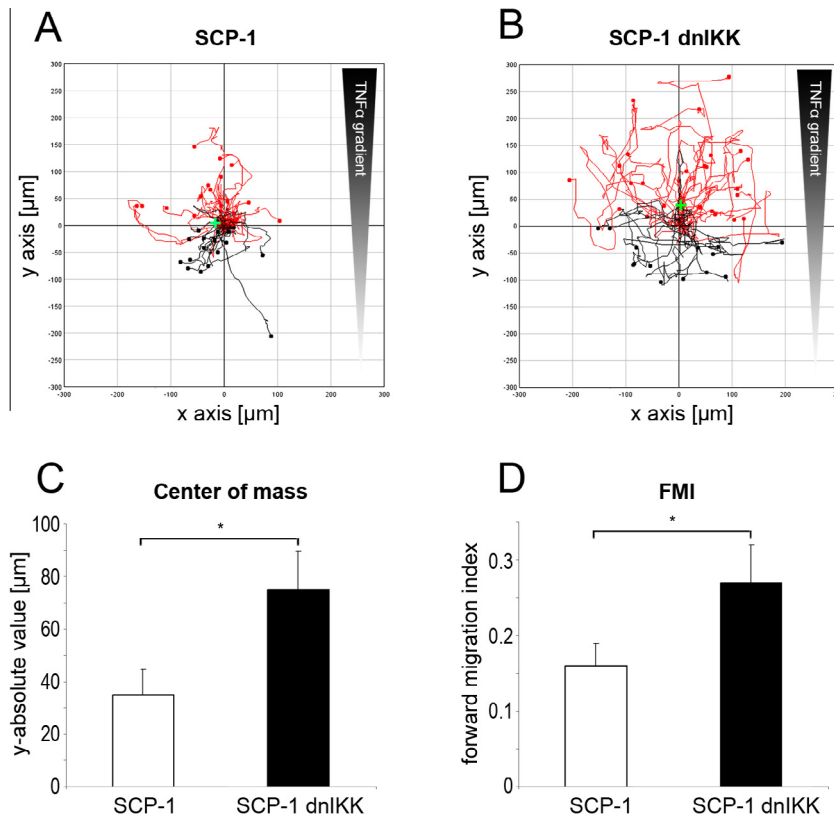 A
SCP-1
300
250
200
150
100
50
0
-50
-100
-150
-200
-250
-300
-300
-200
-100
0
100
200
300
y axis [µm]
x axis [µm]
TNFα gradient
B
SCP-1 dnIKK
300
250
200
150
100
50
0
-50
-100
-150
-200
-250
-300
-300
-200
-100
0
100
200
300
y axis [µm]
x axis [µm]
TNFα gradient
C
Center of mass
y-absolute value [µm]
100
80
60
40
20
0
*
SCP-1
SCP-1 dnIKK
D
FMI
forward migration index
0.3
0.2
0.1
0
*
SCP-1
SCP-1 dnIKK